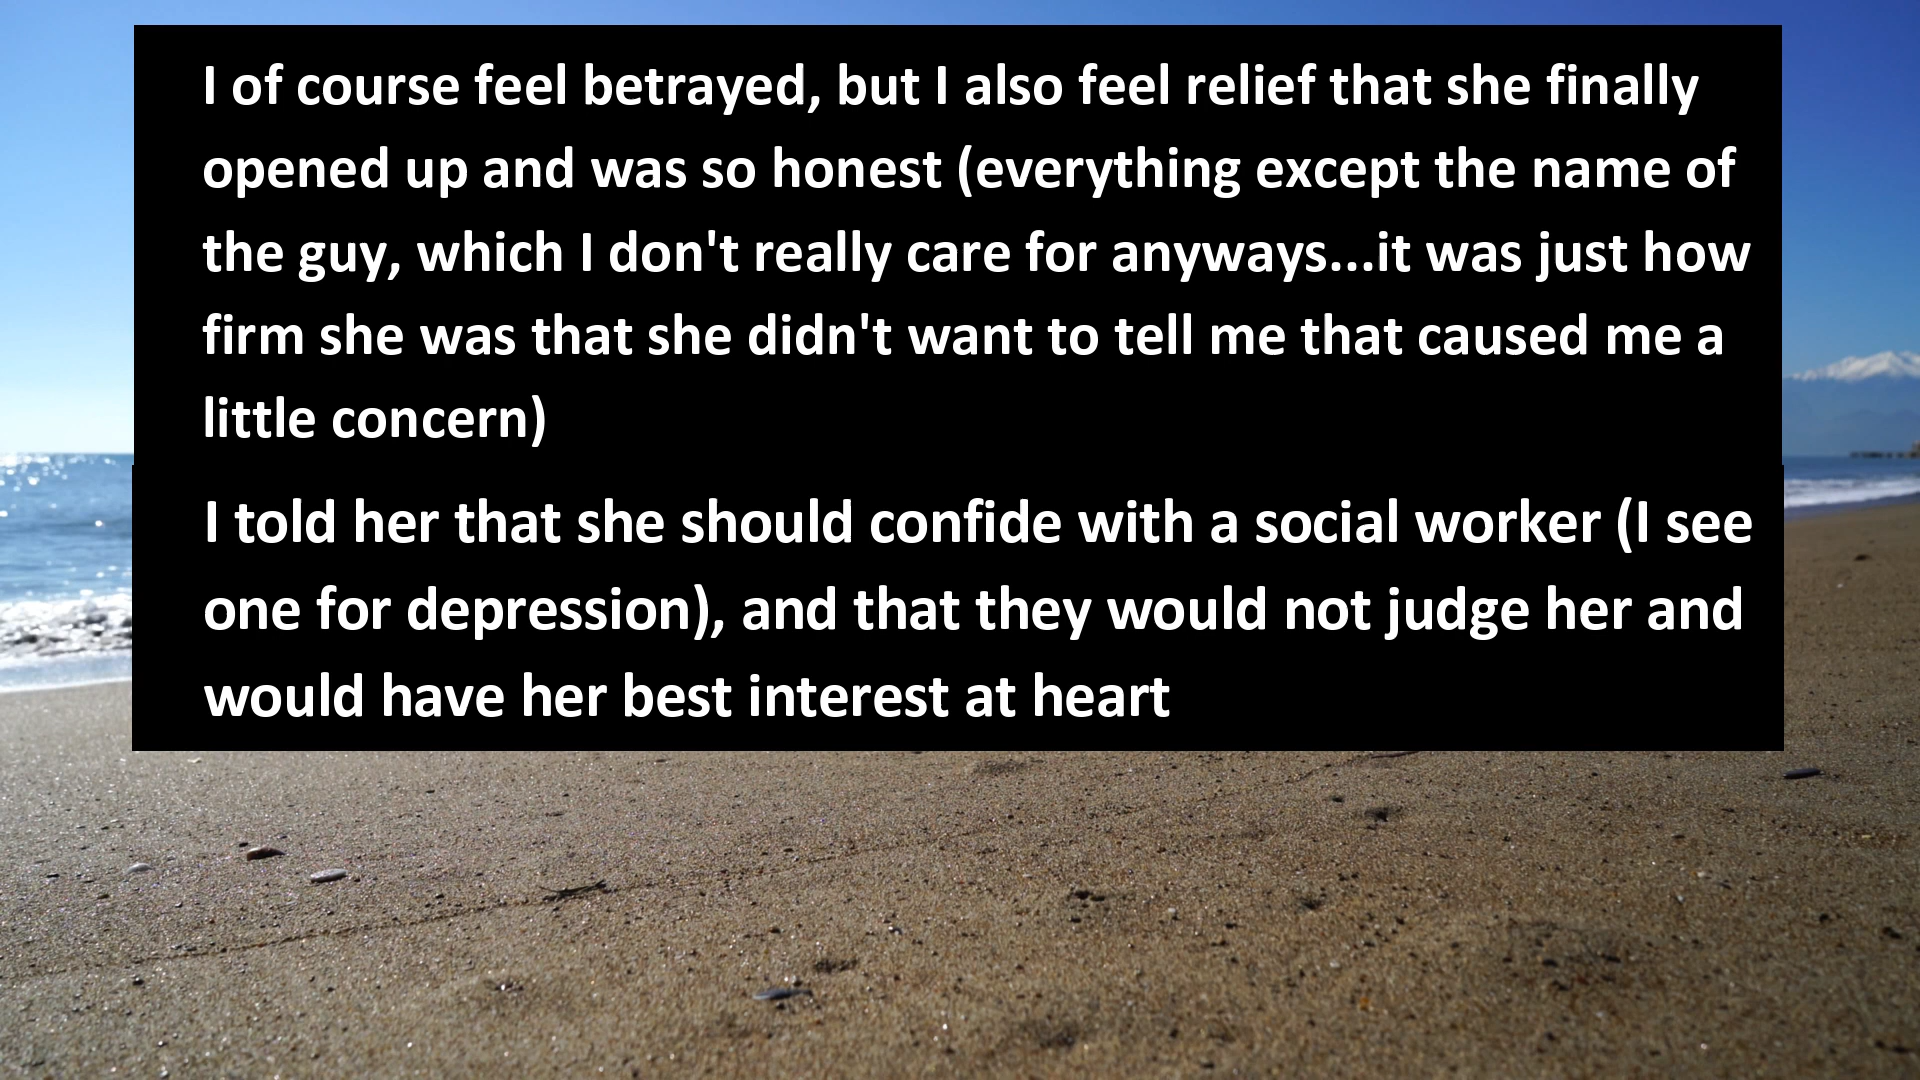 I of course feel betrayed, but I also feel relief that she finally
opened up and was so honest (everything except the name of
the guy, which I don't really care for anyways...it was just how
firm she was that she didn't want to tell me that caused me a
little concern)
I told her that she should confide with a social worker (I see
one for depression), and that they would not judge her and
would have her best interest at heart